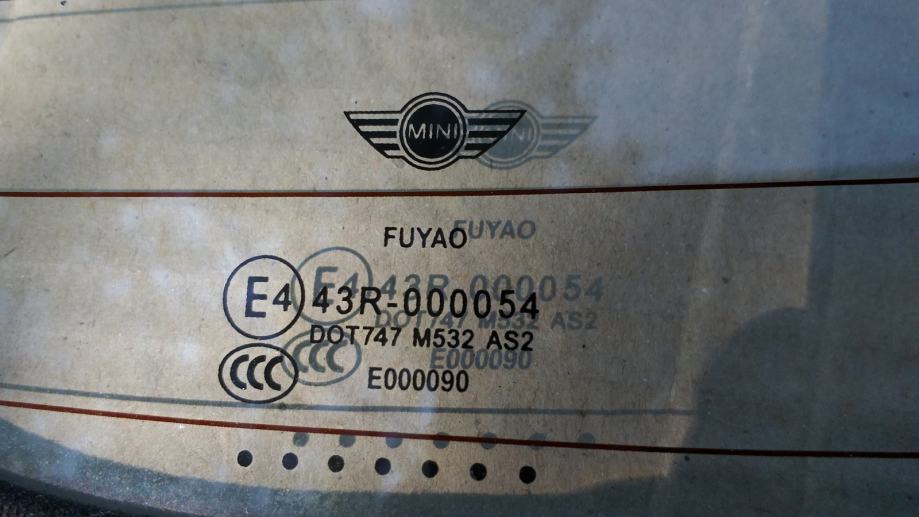 MINI
FUYAO
E4 43R-000054
DOT747 M532 AS2
CCC E000090